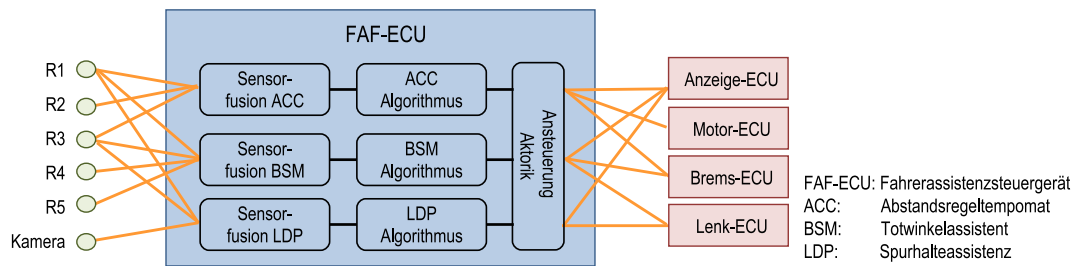 FAF-ECU
R1
R2
R3
R4
R5
Kamera
Sensor-
fusion ACC
ACC
Algorithmus
Sensor-
fusion BSM
BSM
Algorithmus
Sensor-
fusion LDP
LDP
Algorithmus
Ansteuerung
Aktorik
Anzeige-ECU
Motor-ECU
Brems-ECU
Lenk-ECU
FAF-ECU: Fahrerassistenzsteuergerät
ACC: Abstandsregeltempomat
BSM: Totwinkelassistent
LDP: Spurhalteassistenz